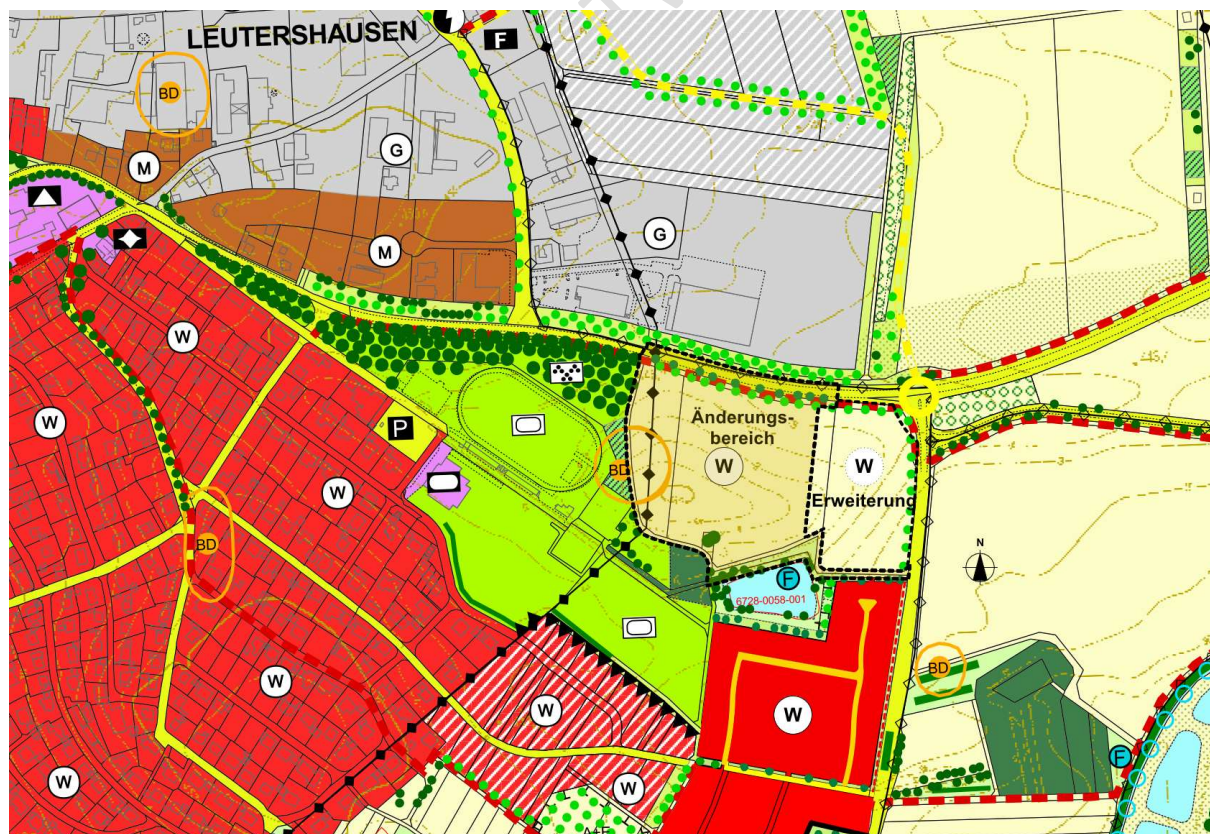 LEUTERSHAUSEN
F
BD
M
G
G
M
W
Änderungs-
bereich
W
W
Erweiterung
W
P
BD
W
BD
N
F
6728-0058-001
W
BD
W
W
W
W
F
W
A+E